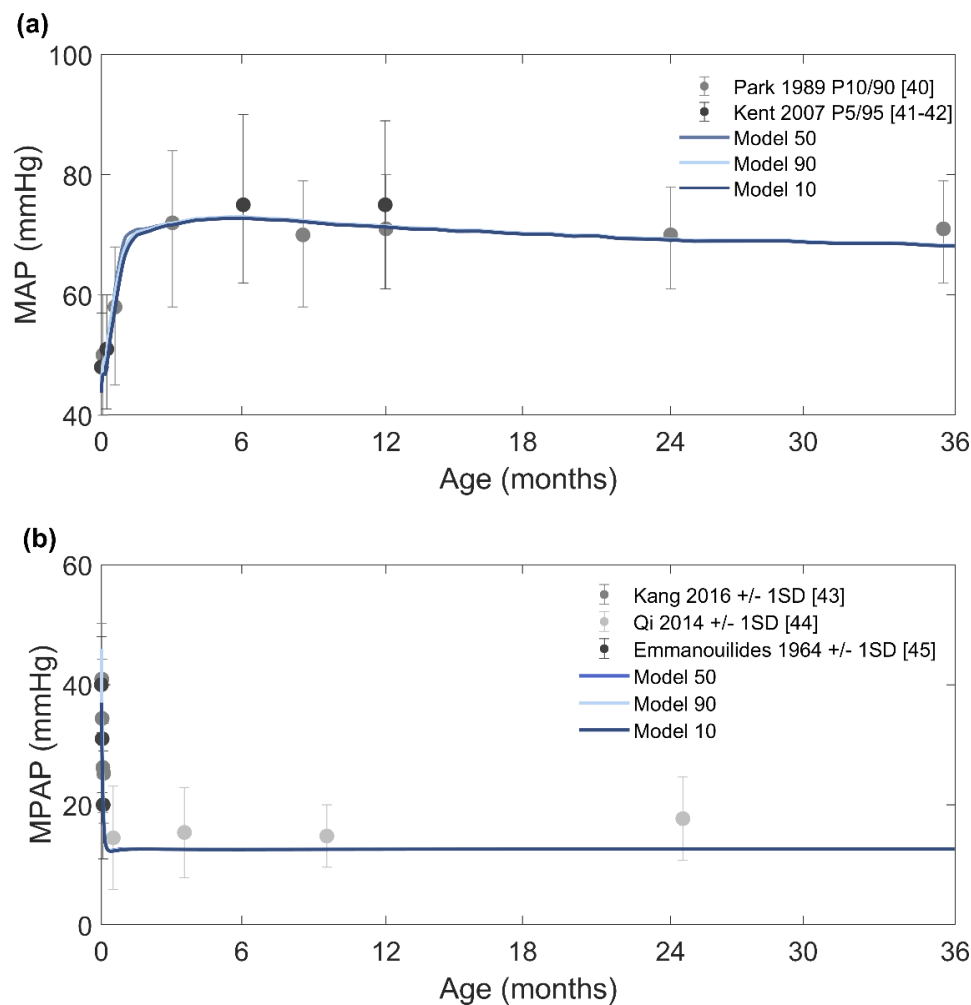 (a)
100
80
60
40
MAP (mmHg)
Park 1989 P10/90 [40]
Kent 2007 P5/95 [41-42]
Model 50
Model 90
Model 10
0 6 12 18 24 30 36
Age (months)
(b)
60
40
20
0
MPAP (mmHg)
Kang 2016 +/- 1SD [43]
Qi 2014 +/- 1SD [44]
Emmanouilides 1964 +/- 1SD [45]
Model 50
Model 90
Model 10
0 6 12 18 24 30 36
Age (months)